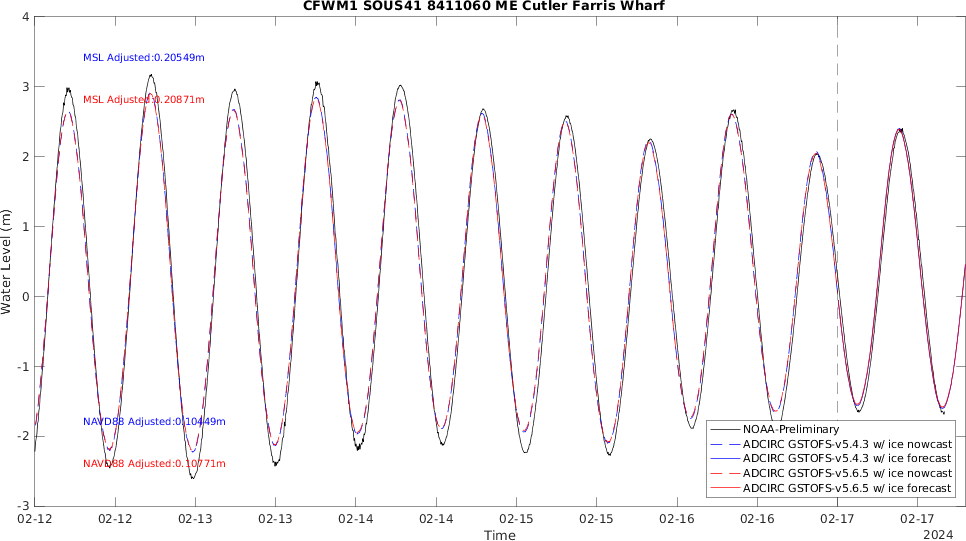 CFWM1 SOUS41 8411060 ME Cutler Farris Wharf
4
3
2
1
0
-1
-2
-3
Water Level (m)
MSL Adjusted:0.20549m
MSL Adjusted:0.20871m
NAVD88 Adjusted:0.10449m
NAVD88 Adjusted:0.10771m
NOAA-Preliminary
ADCIRC GSTOFS-v5.4.3 w/ ice nowcast
ADCIRC GSTOFS-v5.4.3 w/ ice forecast
ADCIRC GSTOFS-v5.6.5 w/ ice nowcast
ADCIRC GSTOFS-v5.6.5 w/ ice forecast
02-12 02-12 02-13 02-13 02-14 02-14 02-15 02-15 02-16 02-16 02-17 02-17
Time
2024